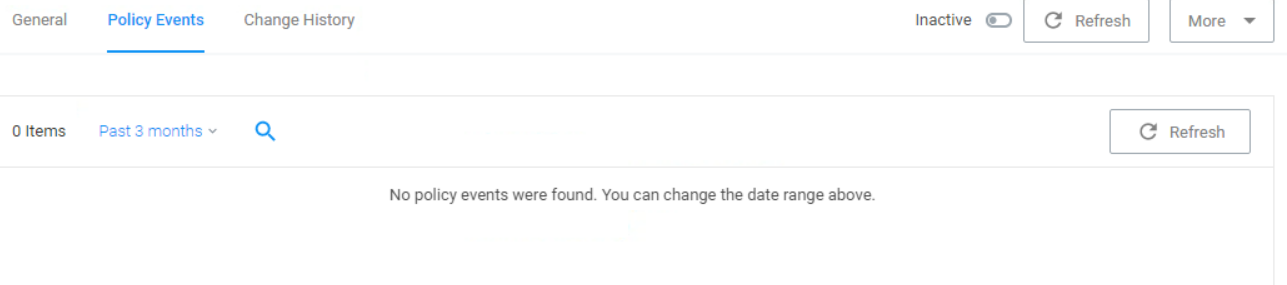 General Policy Events Change History Inactive Refresh More
0 Items Past 3 months Refresh
No policy events were found. You can change the date range above.